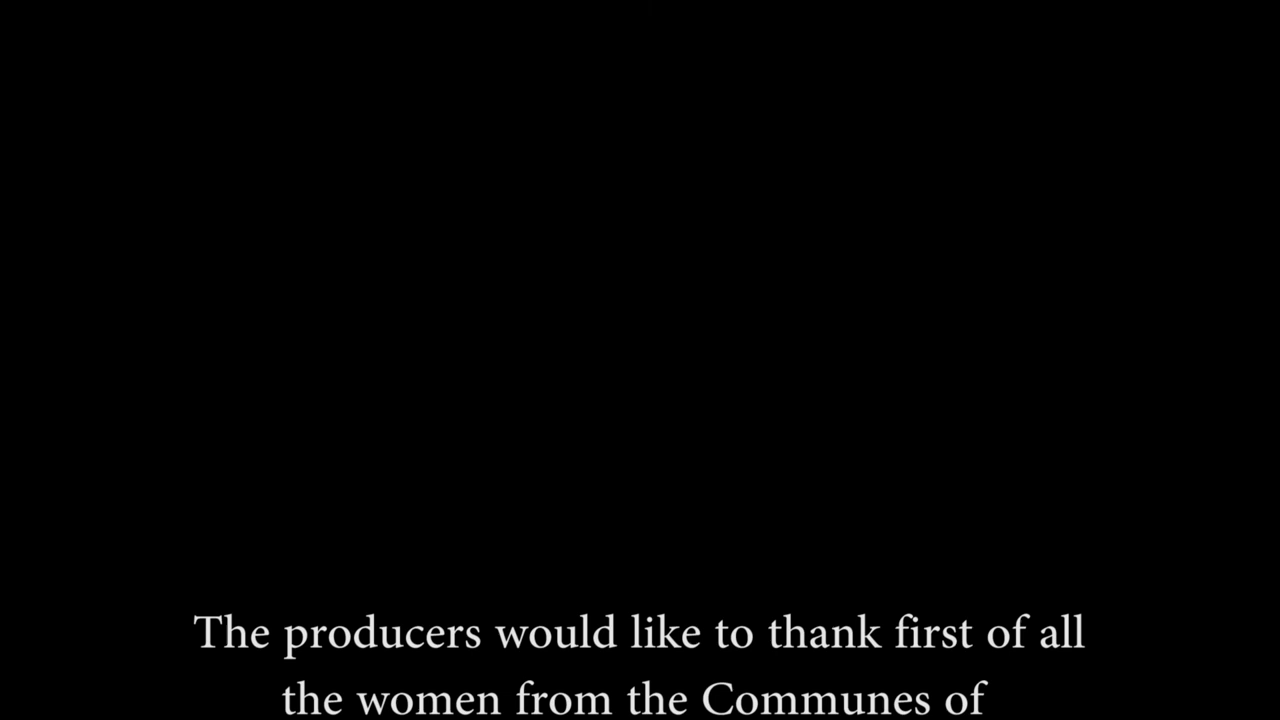 The producers would like to thank first of all
the women from the Communes of